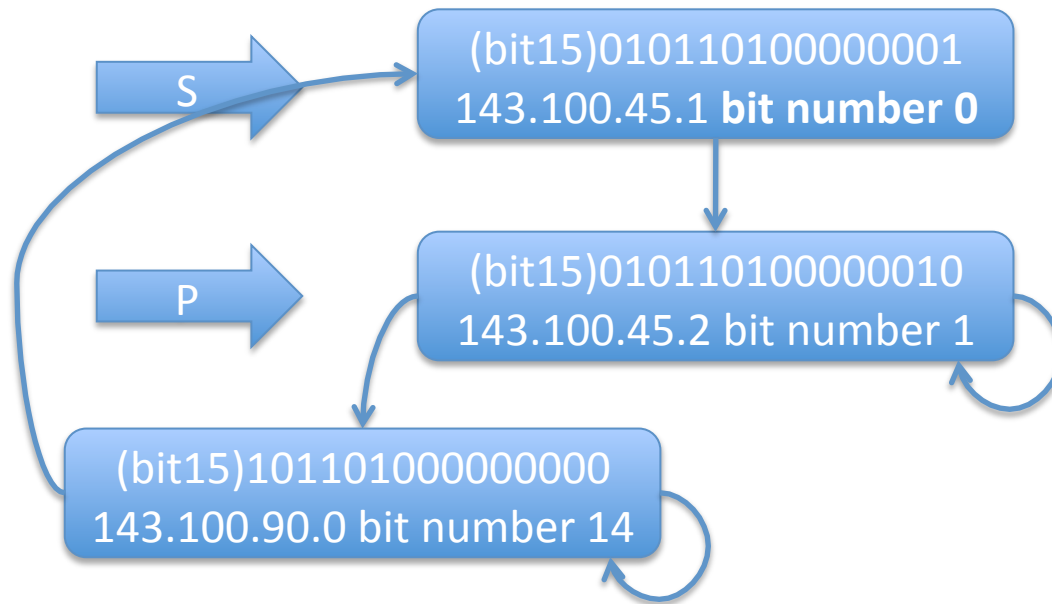 S
(bit15)010110100000001
143.100.45.1 bit number 0
P
(bit15)010110100000010
143.100.45.2 bit number 1
(bit15)101101000000000
143.100.90.0 bit number 14